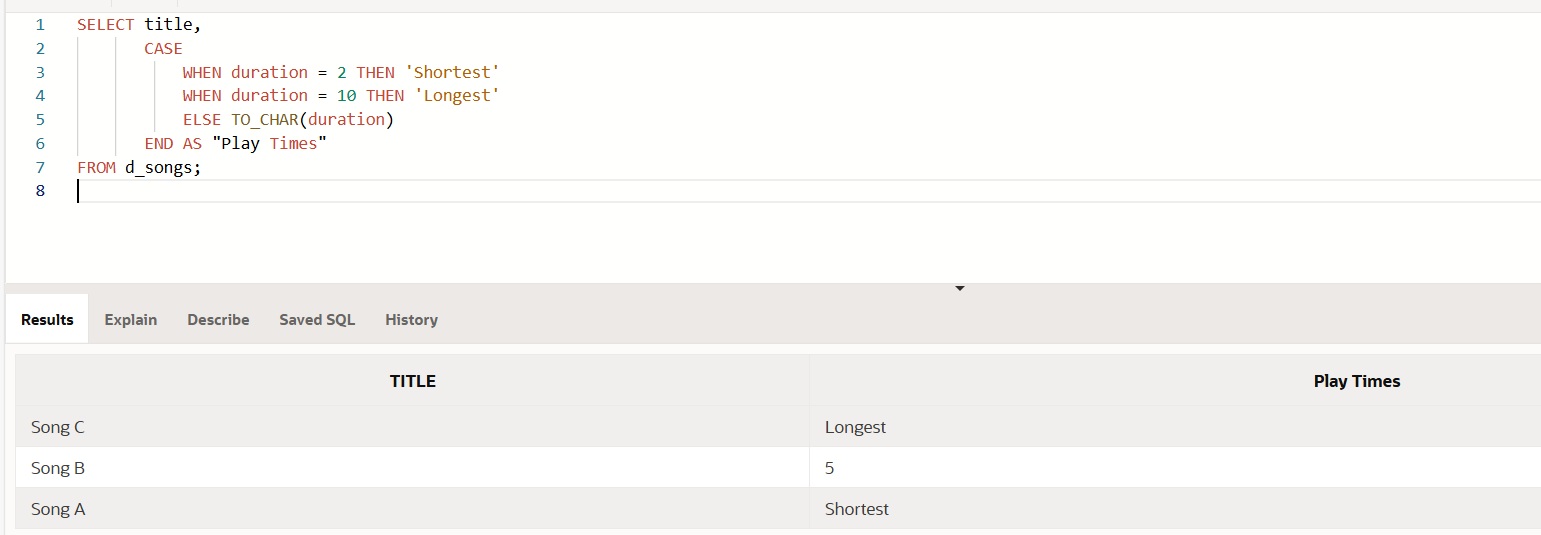 1 SELECT title,
2 CASE
3 WHEN duration = 2 THEN 'Shortest'
4 WHEN duration = 10 THEN 'Longest'
5 ELSE TO_CHAR(duration)
6 END AS "Play Times"
7 FROM d_songs;
8
Results Explain Describe Saved SQL History
TITLE Play Times
Song C Longest
Song B 5
Song A Shortest